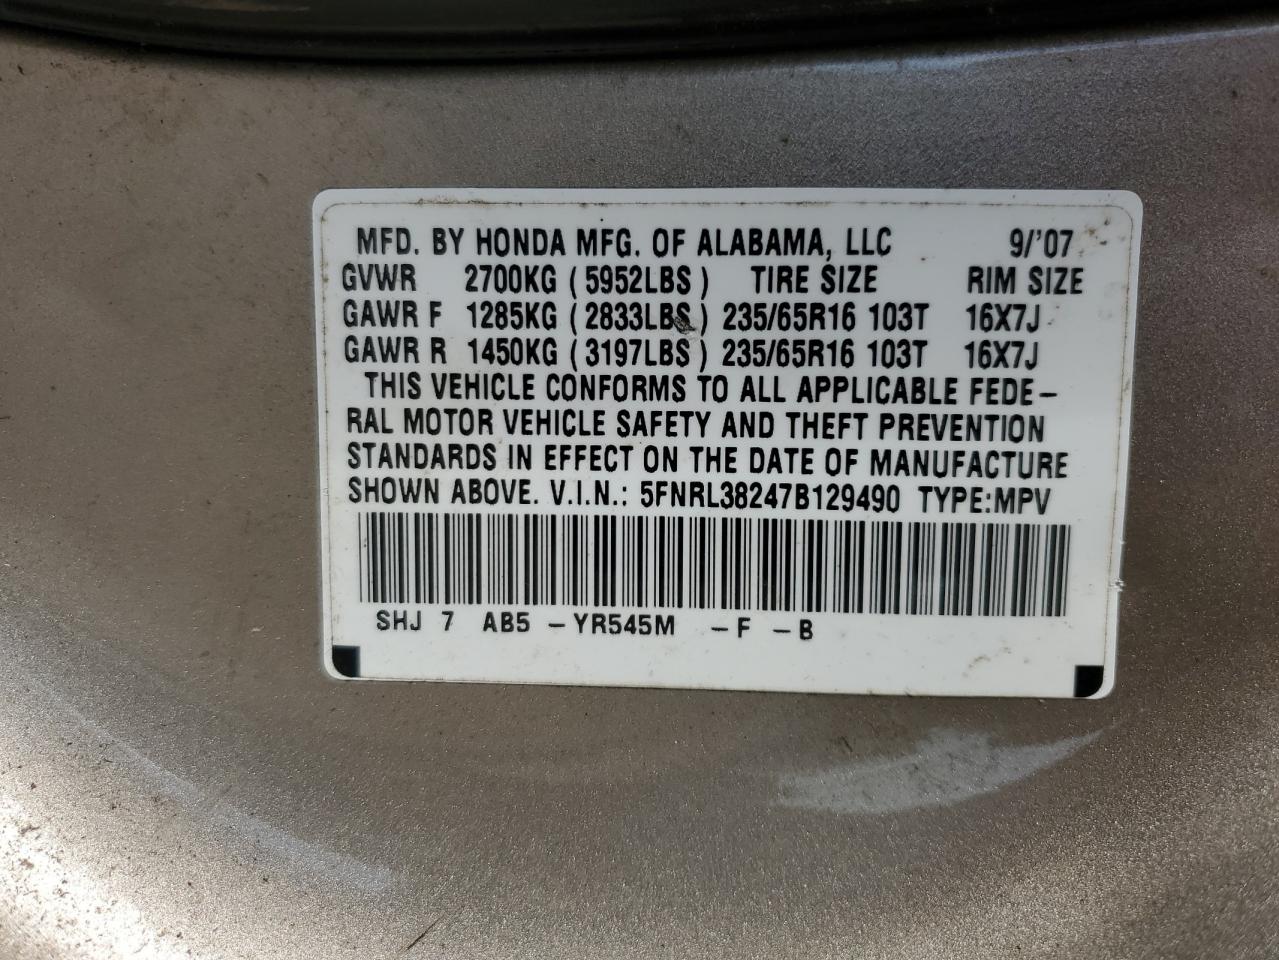 MFD. BY HONDA MFG. OF ALABAMA, LLC 9/'07
GVWR 2700KG (5952LBS) TIRE SIZE RIM SIZE
GAWR F 1285KG (2833LBS) 235/65R16 103T 16X7J
GAWR R 1450KG (3197LBS) 235/65R16 103T 16X7J
THIS VEHICLE CONFORMS TO ALL APPLICABLE FEDE-
RAL MOTOR VEHICLE SAFETY AND THEFT PREVENTION
STANDARDS IN EFFECT ON THE DATE OF MANUFACTURE
SHOWN ABOVE. V.I.N.: 5FNRL38247B129490 TYPE:MPV
SHJ 7 AB5 -YR545M -F -B